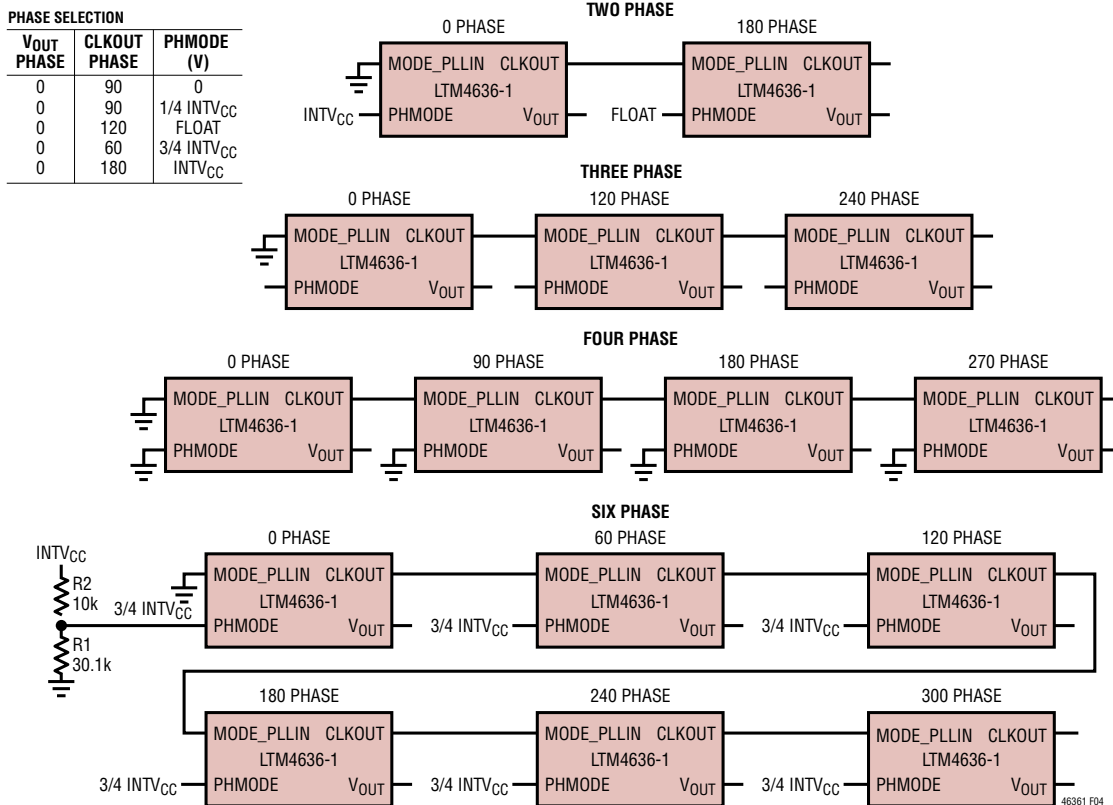 PHASE SELECTION
VOUT PHASE CLKOUT PHASE PHMODE (V)
0 90 0
0 90 1/4 INTVCC
0 120 FLOAT
0 60 3/4 INTVCC
0 180 INTVCC
TWO PHASE
0 PHASE 180 PHASE
MODE_PLLIN CLKOUT MODE_PLLIN CLKOUT
LTM4636-1 LTM4636-1
INTVCC PHMODE VOUT FLOAT PHMODE VOUT
THREE PHASE
0 PHASE 120 PHASE 240 PHASE
MODE_PLLIN CLKOUT MODE_PLLIN CLKOUT MODE_PLLIN CLKOUT
LTM4636-1 LTM4636-1 LTM4636-1
PHMODE VOUT PHMODE VOUT PHMODE VOUT
FOUR PHASE
0 PHASE 90 PHASE 180 PHASE 270 PHASE
MODE_PLLIN CLKOUT MODE_PLLIN CLKOUT MODE_PLLIN CLKOUT MODE_PLLIN CLKOUT
LTM4636-1 LTM4636-1 LTM4636-1 LTM4636-1
PHMODE VOUT PHMODE VOUT PHMODE VOUT PHMODE VOUT
SIX PHASE
0 PHASE 60 PHASE 120 PHASE
INTVCC
R2
10k
R1
30.1k
MODE_PLLIN CLKOUT MODE_PLLIN CLKOUT MODE_PLLIN CLKOUT
LTM4636-1 LTM4636-1 LTM4636-1
3/4 INTVCC PHMODE VOUT 3/4 INTVCC PHMODE VOUT 3/4 INTVCC PHMODE VOUT
180 PHASE 240 PHASE 300 PHASE
MODE_PLLIN CLKOUT MODE_PLLIN CLKOUT MODE_PLLIN CLKOUT
LTM4636-1 LTM4636-1 LTM4636-1
3/4 INTVCC PHMODE VOUT 3/4 INTVCC PHMODE VOUT 3/4 INTVCC PHMODE VOUT
46361 F04